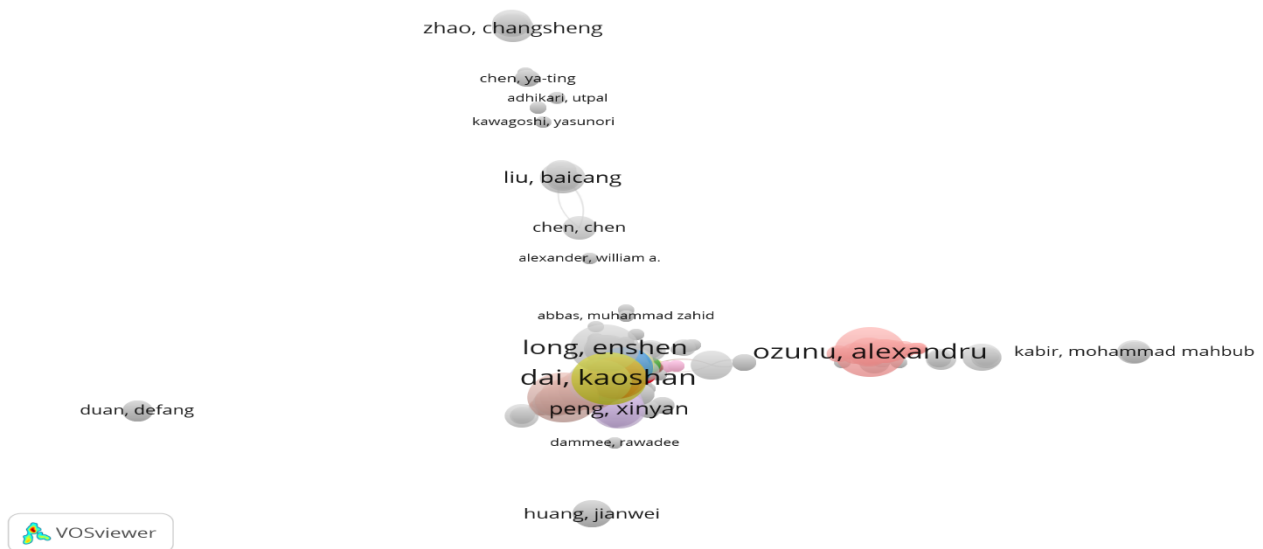 zhao, changsheng
chen, ya-ting
adhikari, utpal
kawagoshi, yasunori
liu, baicang
chen, chen
alexander, william a.
abbas, muhammad zahid
long, enshen
ozunu, alexandru
kabir, mohammad mahbub
dai, kaoshan
peng, xinyan
duan, defang
dammee, rawadee
huang, jianwei
VOSviewer